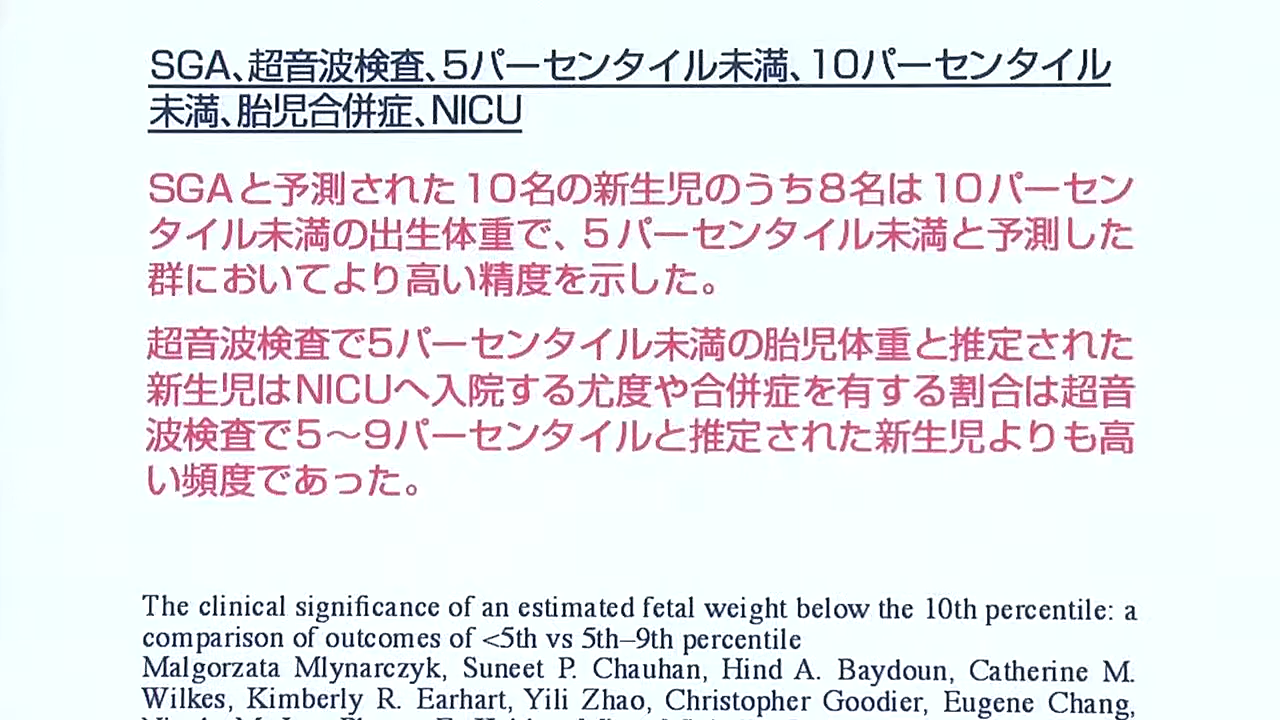 SGA、超音波検査、5パーセンタイル未満、10パーセンタイル
未満、胎児合併症、NICU
SGAと予測された10名の新生児のうち8名は10パーセン
タイル未満の出生体重で、5パーセンタイル未満と予測した
群においてより高い精度を示した。
超音波検査で5パーセンタイル未満の胎児体重と推定された
新生児はNICUへ入院する尤度や合併症を有する割合は超音
波検査で5〜9パーセンタイルと推定された新生児よりも高
い頻度であった。
The clinical significance of an estimated fetal weight below the 10th percentile: a
comparison of outcomes of <5th vs 5th–9th percentile
Malgorzata Mlynarczyk, Suneet P. Chauhan, Hind A. Baydoun, Catherine M.
Wilkes, Kimberly R. Earhart, Yili Zhao, Christopher Goodier, Eugene Chang,